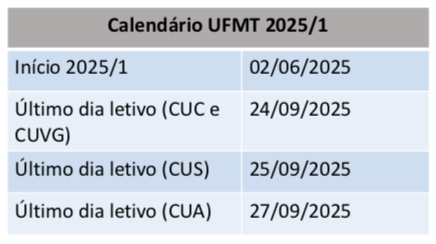 Calendário UFMT 2025/1
Início 2025/1 02/06/2025
Último dia letivo (CUC e 24/09/2025
CUVG)
Último dia letivo (CUS) 25/09/2025
Último dia letivo (CUA) 27/09/2025